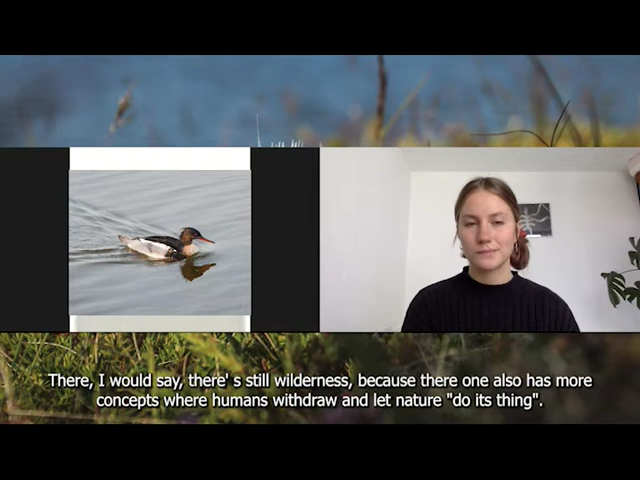 There, I would say, there' s still wilderness, because there one also has more
concepts where humans withdraw and let nature "do its thing".